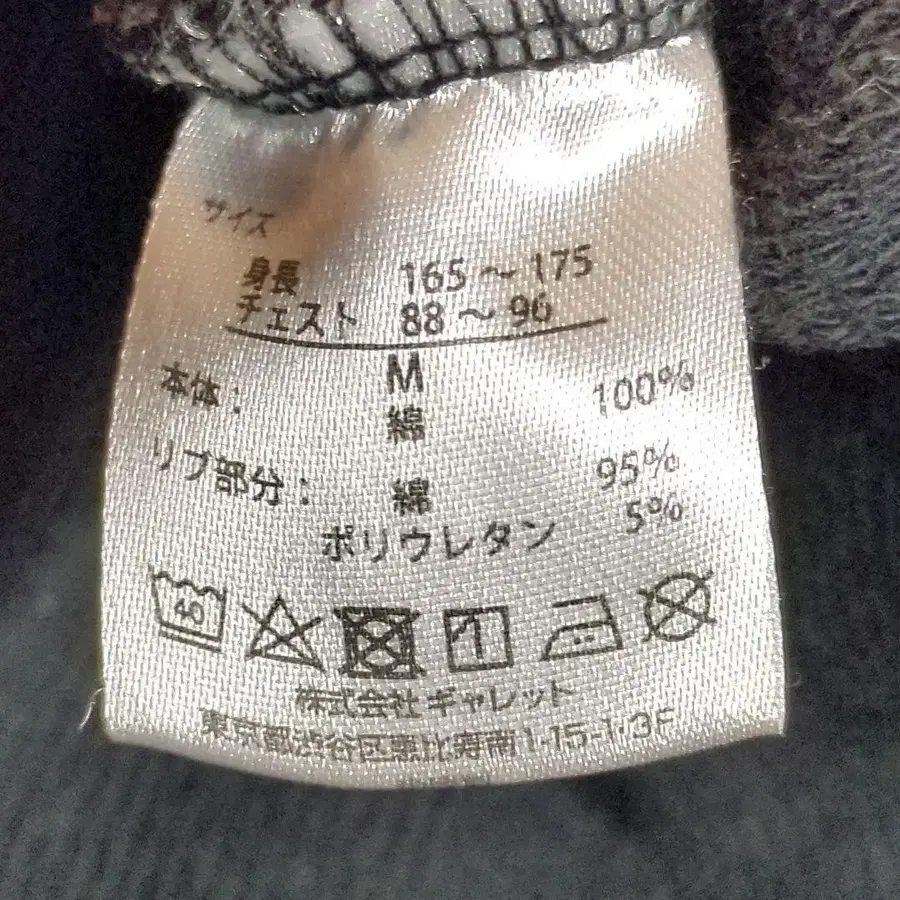 サイズ
身長 165～175
チェスト 88～96
M
本体： 綿 100%
リブ部分： 綿 95%
ポリウレタン 5%
株式会社ギャレット
東京都渋谷区恵比寿南1-15-1-3F